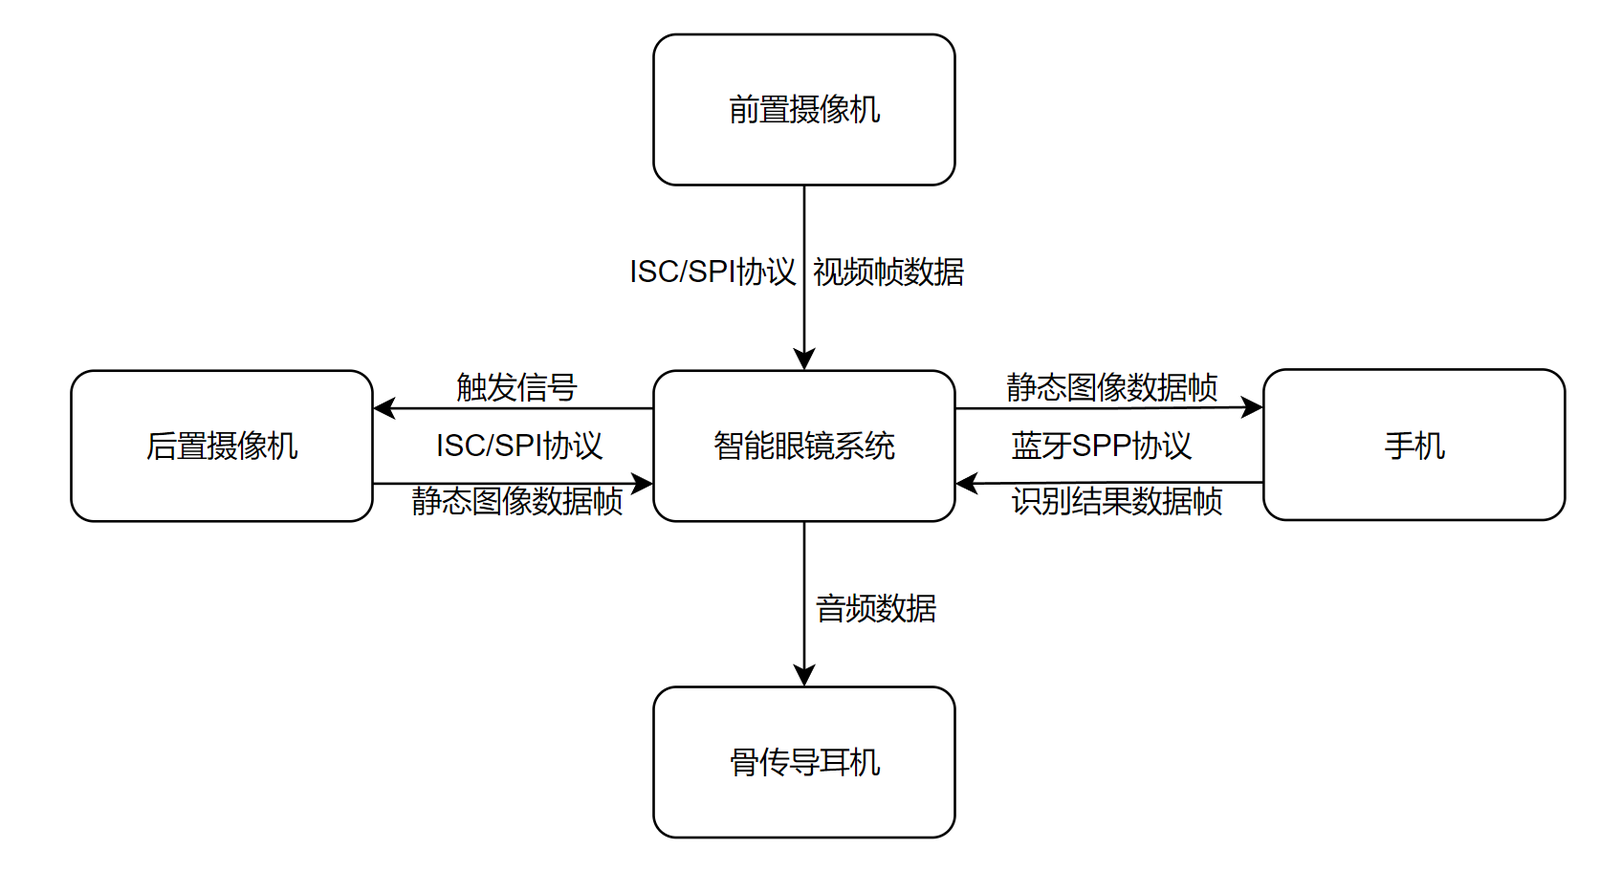 前置摄像机
ISC/SPI协议
视频帧数据
触发信号
静态图像数据帧
后置摄像机
ISC/SPI协议
智能眼镜系统
蓝牙SPP协议
手机
静态图像数据帧
识别结果数据帧
音频数据
骨传导耳机